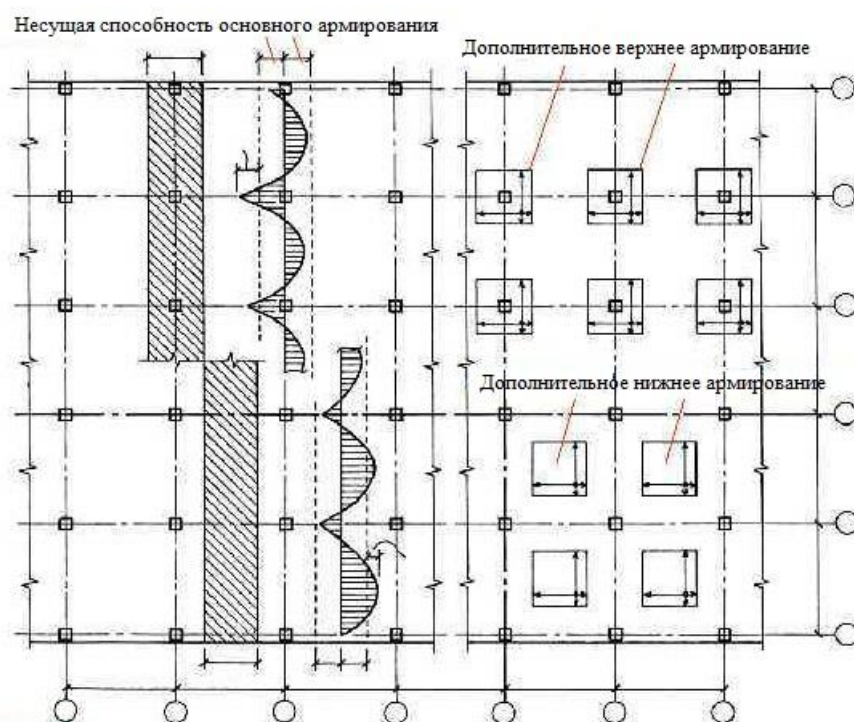 Несущая способность основного армирования
Дополнительное верхнее армирование
Дополнительное нижнее армирование